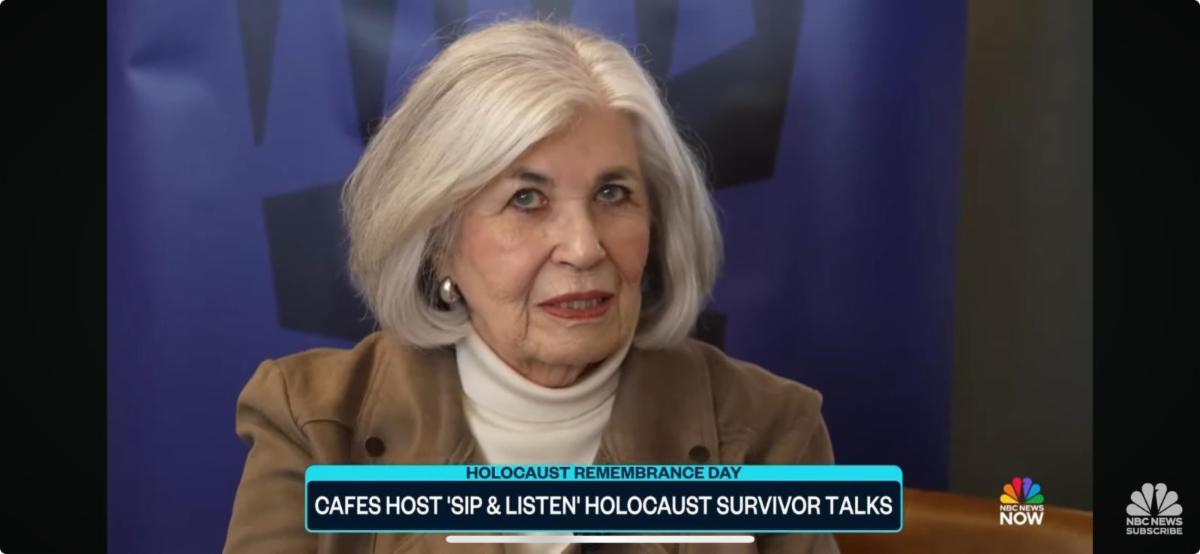 HOLOCAUST REMEMBRANCE DAY
CAFES HOST 'SIP & LISTEN' HOLOCAUST SURVIVOR TALKS
NBC NEWS
NOW
NBC NEWS
SUBSCRIBE